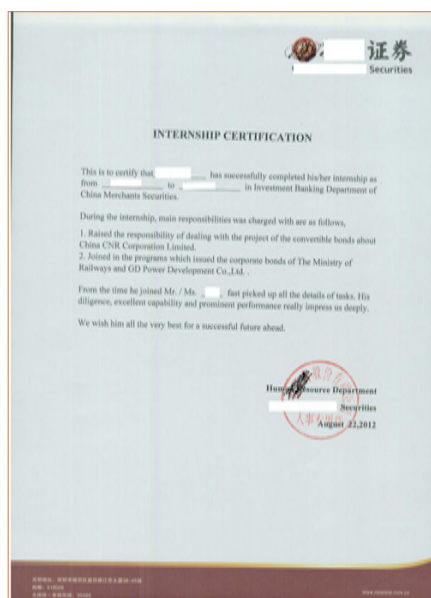 证券
Securities
INTERNSHIP CERTIFICATION
This is to certify that has successfully completed his/her internship as
from to in Investment Banking Department of
China Merchants Securities.
During the internship, main responsibilities was charged with are as follows,
1. Raised the responsibility of dealing with the project of the convertible bonds about
China CNR Corporation Limited.
2. Joined in the programs which issued the corporate bonds of The Ministry of
Railways and GD Power Development Co.,Ltd. .
From the time he joined Mr. / Ms. fast picked up all the details of tasks. His
diligence, excellent capability and prominent performance really impress us deeply.
We wish him all the very best for a successful future ahead.
Human Resource Department
Securities
August 22,2012